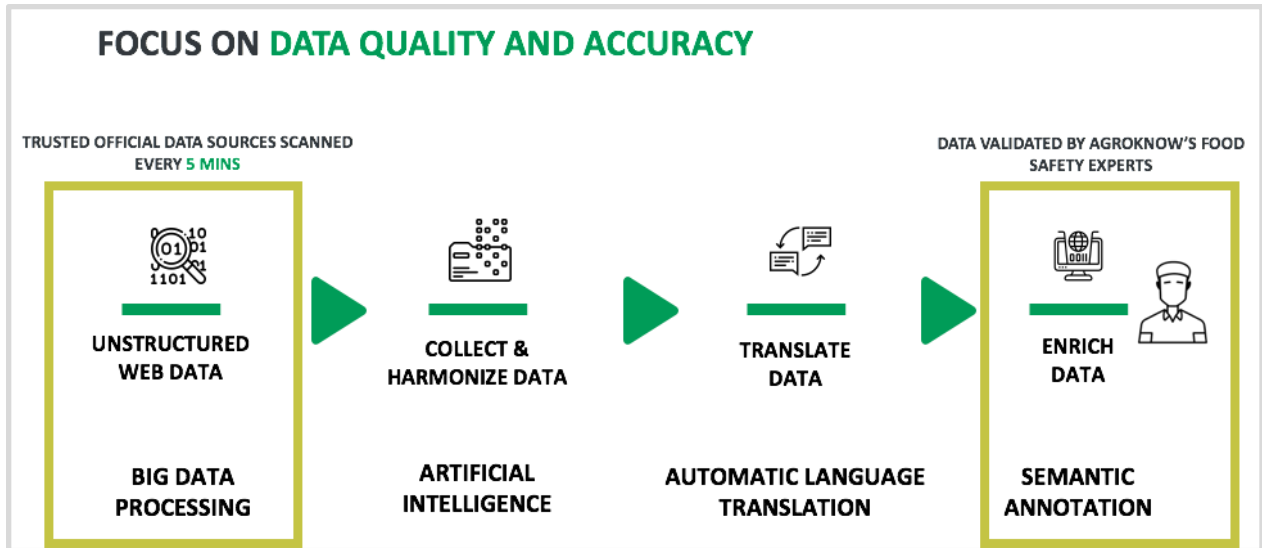 FOCUS ON DATA QUALITY AND ACCURACY
TRUSTED OFFICIAL DATA SOURCES SCANNED
EVERY 5 MINS
DATA VALIDATED BY AGROKNOW'S FOOD
SAFETY EXPERTS
01
1101
0011
UNSTRUCTURED
WEB DATA
COLLECT &
HARMONIZE DATA
TRANSLATE
DATA
ENRICH
DATA
BIG DATA
PROCESSING
ARTIFICIAL
INTELLIGENCE
AUTOMATIC LANGUAGE
TRANSLATION
SEMANTIC
ANNOTATION